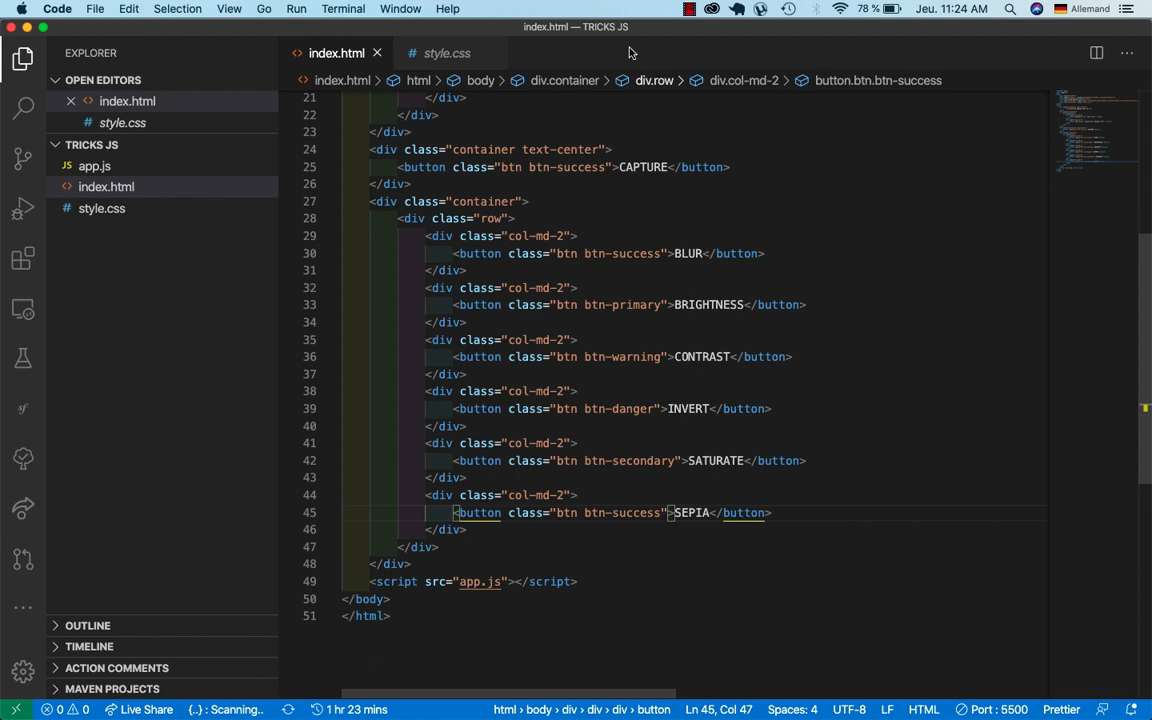 Code File Edit Selection View Go Run Terminal Window Help 78 % Jeu. 11:24 AM Allemand
index.html — TRICKS JS
EXPLORER
index.html
# style.css
OPEN EDITORS
index.html > html > body > div.container > div.row > div.col-md-2 > button.btn.btn-success
index.html
# style.css
TRICKS JS
JS app.js
index.html
# style.css
21 </div>
22 </div>
23 </div>
24 <div class="container text-center">
25 <button class="btn btn-success">CAPTURE</button>
26 </div>
27 <div class="container">
28 <div class="row">
29 <div class="col-md-2">
30 <button class="btn btn-success">BLUR</button>
31 </div>
32 <div class="col-md-2">
33 <button class="btn btn-primary">BRIGHTNESS</button>
34 </div>
35 <div class="col-md-2">
36 <button class="btn btn-warning">CONTRAST</button>
37 </div>
38 <div class="col-md-2">
39 <button class="btn btn-danger">INVERT</button>
40 </div>
41 <div class="col-md-2">
42 <button class="btn btn-secondary">SATURATE</button>
43 </div>
44 <div class="col-md-2">
45 <button class="btn btn-success">SEPIA</button>
46 </div>
47 </div>
48 </div>
49 <script src="app.js"></script>
50 </body>
51 </html>
OUTLINE
TIMELINE
ACTION COMMENTS
MAVEN PROJECTS
0 0 Live Share {..} : Scanning.. 1 hr 23 mins html › body › div › div › div › button Ln 45, Col 47 Spaces: 4 UTF-8 LF HTML Port : 5500 Prettier